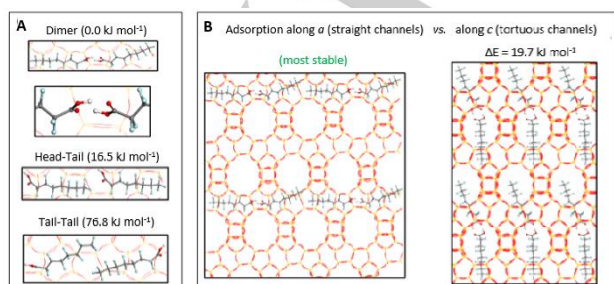 A
Dimer (0.0 kJ mol⁻¹)
Head-Tail (16.5 kJ mol⁻¹)
Tail-Tail (76.8 kJ mol⁻¹)
B
Adsorption along a (straight channels) vs. along c (tortuous channels)
(most stable)
ΔE = 19.7 kJ mol⁻¹